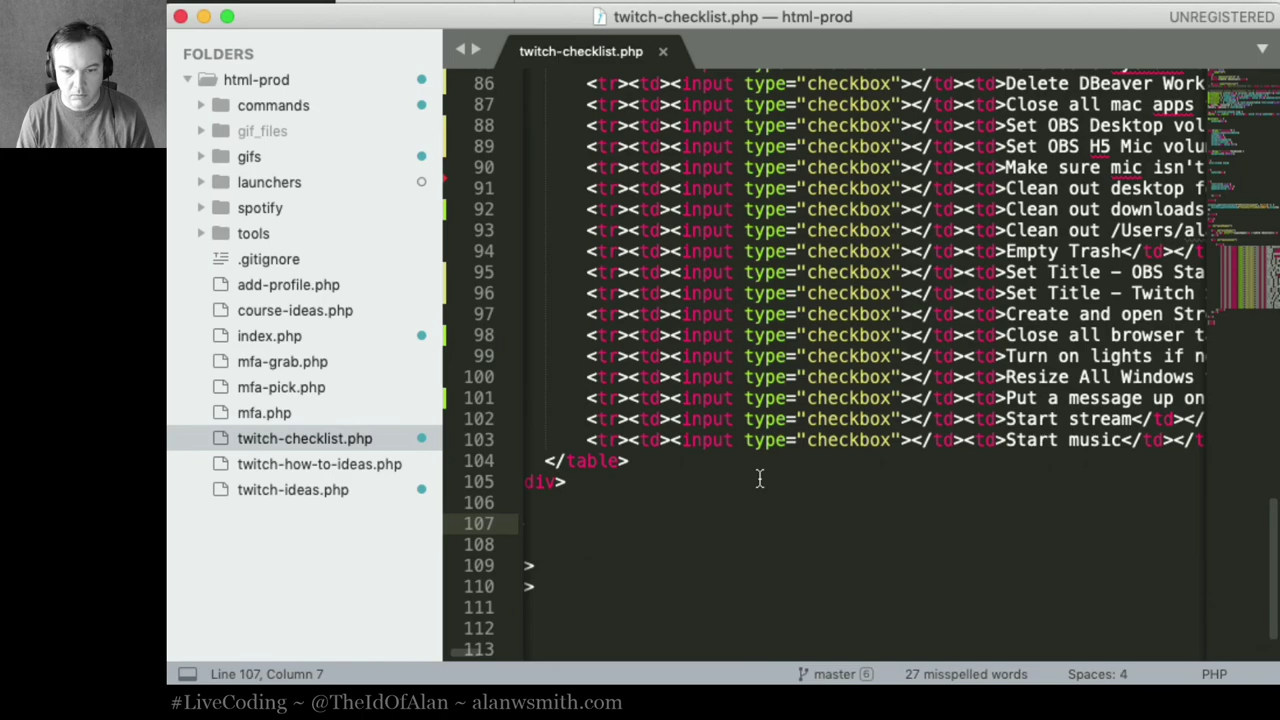 twitch-checklist.php — html-prod
UNREGISTERED
FOLDERS
html-prod
commands
gif_files
gifs
launchers
spotify
tools
.gitignore
add-profile.php
course-ideas.php
index.php
mfa-grab.php
mfa-pick.php
mfa.php
twitch-checklist.php
twitch-how-to-ideas.php
twitch-ideas.php
twitch-checklist.php ×
86 <tr><td><input type="checkbox"></td><td>Delete DBeaver Work
87 <tr><td><input type="checkbox"></td><td>Close all mac apps
88 <tr><td><input type="checkbox"></td><td>Set OBS Desktop vol
89 <tr><td><input type="checkbox"></td><td>Set OBS H5 Mic volu
90 <tr><td><input type="checkbox"></td><td>Make sure mic isn't
91 <tr><td><input type="checkbox"></td><td>Clean out desktop f
92 <tr><td><input type="checkbox"></td><td>Clean out downloads
93 <tr><td><input type="checkbox"></td><td>Clean out /Users/al
94 <tr><td><input type="checkbox"></td><td>Empty Trash</td></t
95 <tr><td><input type="checkbox"></td><td>Set Title - OBS Sta
96 <tr><td><input type="checkbox"></td><td>Set Title - Twitch
97 <tr><td><input type="checkbox"></td><td>Create and open Str
98 <tr><td><input type="checkbox"></td><td>Close all browser t
99 <tr><td><input type="checkbox"></td><td>Turn on lights if n
100 <tr><td><input type="checkbox"></td><td>Resize All Windows
101 <tr><td><input type="checkbox"></td><td>Put a message up on
102 <tr><td><input type="checkbox"></td><td>Start stream</td></
103 <tr><td><input type="checkbox"></td><td>Start music</td></t
104 </table>
105 div>
106
107
108
109 >
110 >
111
112
113
Line 107, Column 7
master 6
27 misspelled words
Spaces: 4
PHP
#LiveCoding ~ @TheIdOfAlan ~ alanwsmith.com